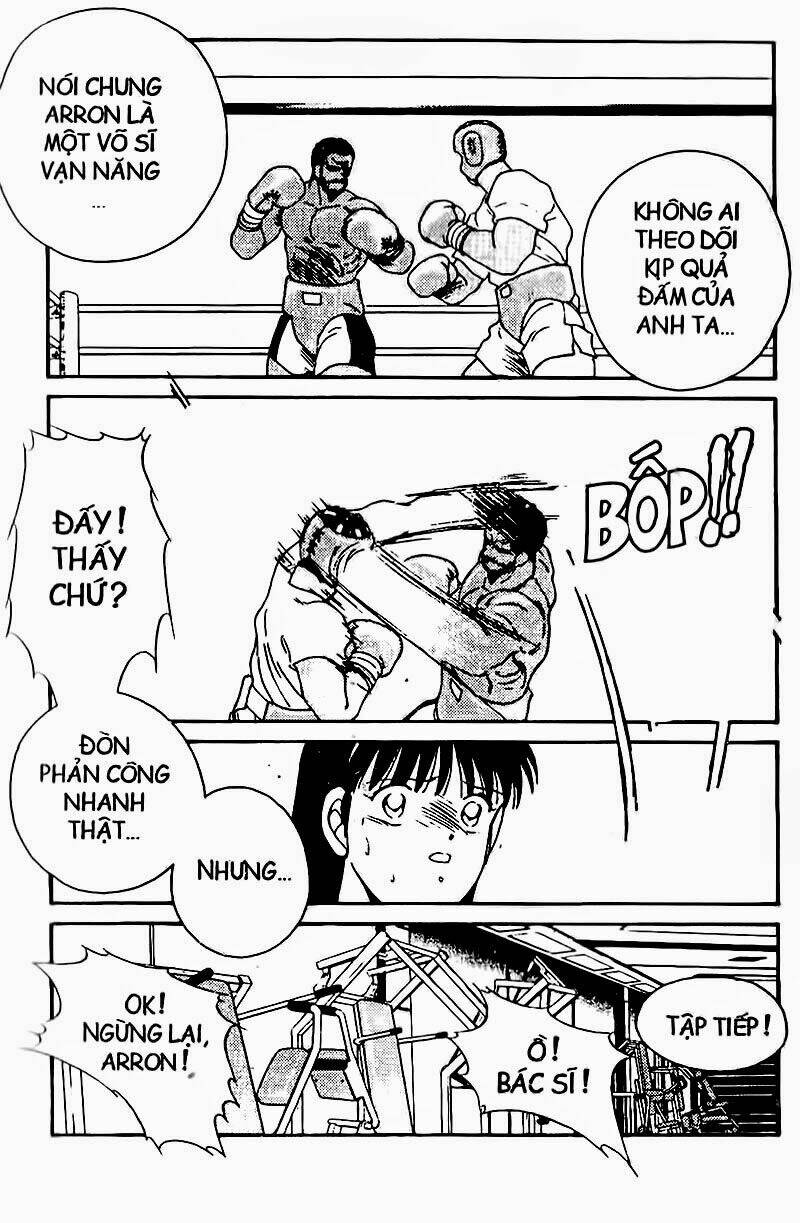 NÓI CHUNG
ARRON LÀ
MỘT VÕ SĨ
VẠN NĂNG
...
KHÔNG AI
THEO DÕI
KỊP QUẢ
ĐẤM CỦA
ANH TA...
BỐP!!
ĐẤY!
THẤY
CHỨ?
ĐÒN
PHẢN CÔNG
NHANH
THẬT...
NHƯNG...
OK!
NGỪNG LẠI,
ARRON!
Ồ!
BÁC SĨ!
TẬP TIẾP!